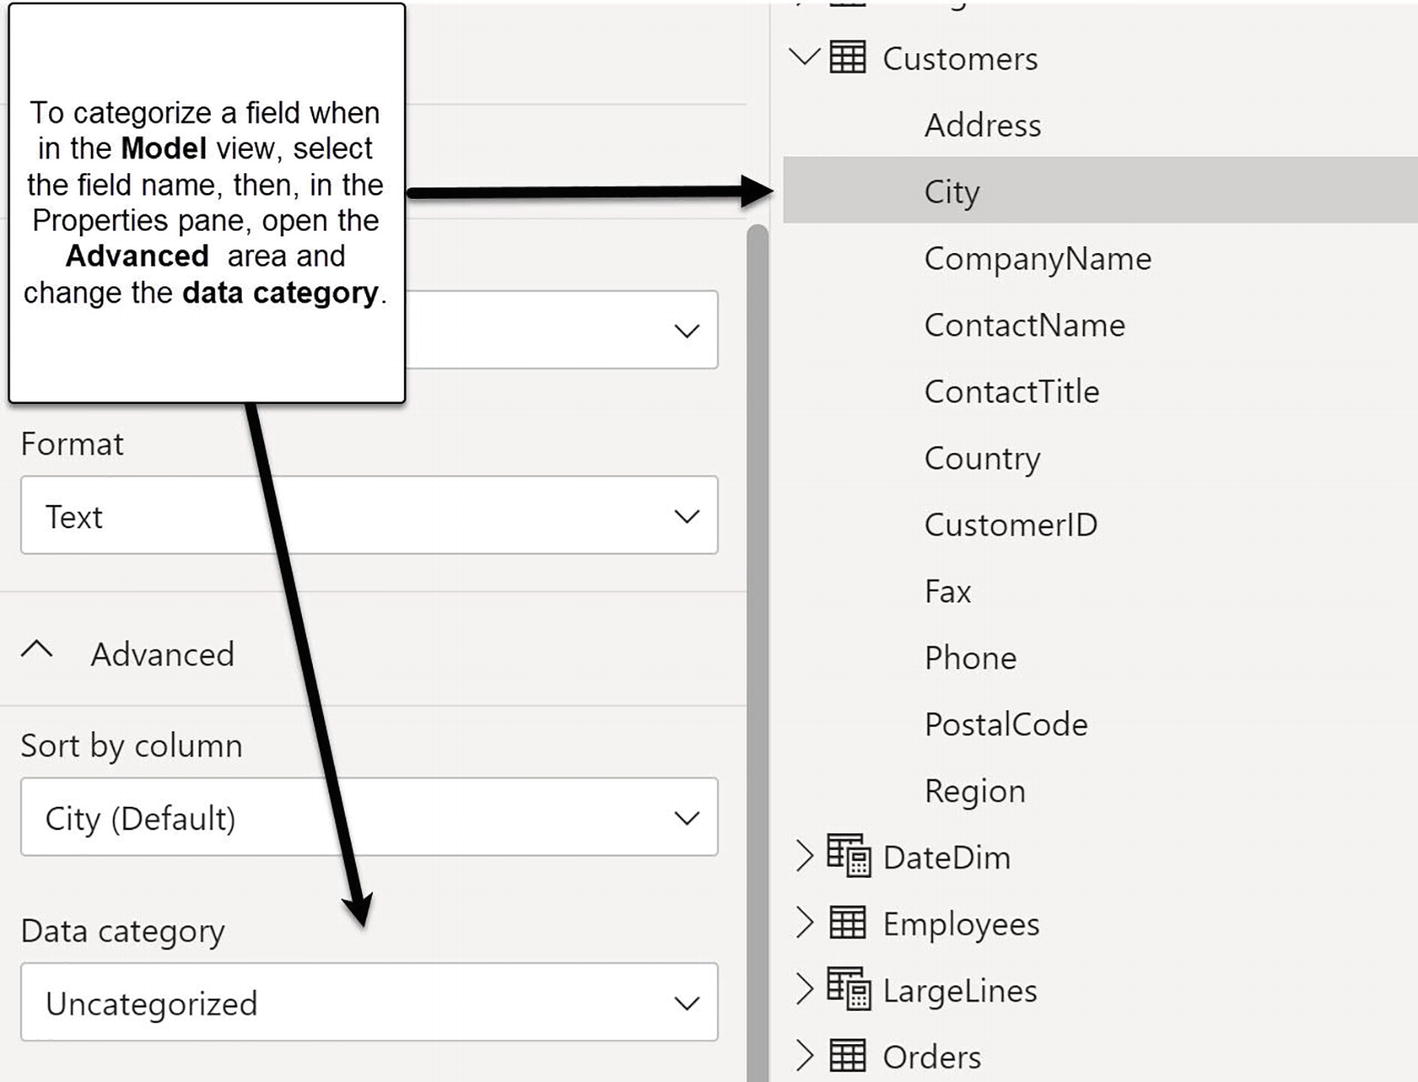 To categorize a field when
in the Model view, select
the field name, then, in the
Properties pane, open the
Advanced area and
change the data category.
Format
Text
Advanced
Sort by column
City (Default)
Data category
Uncategorized
Customers
Address
City
CompanyName
ContactName
ContactTitle
Country
CustomerID
Fax
Phone
PostalCode
Region
DateDim
Employees
LargeLines
Orders